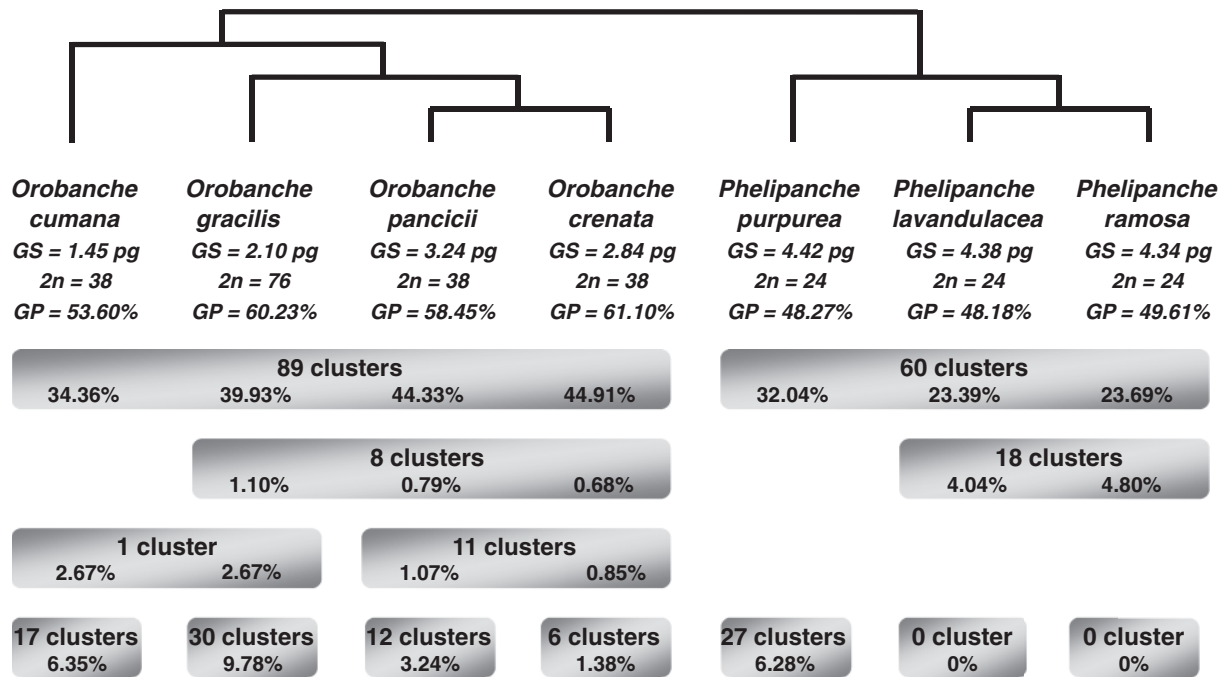 Orobanche Orobanche Orobanche Orobanche Phelipanche Phelipanche Phelipanche
cumana gracilis pancicii crenata purpurea lavandulacea ramosa
GS = 1.45 pg GS = 2.10 pg GS = 3.24 pg GS = 2.84 pg GS = 4.42 pg GS = 4.38 pg GS = 4.34 pg
2n = 38 2n = 76 2n = 38 2n = 38 2n = 24 2n = 24 2n = 24
GP = 53.60% GP = 60.23% GP = 58.45% GP = 61.10% GP = 48.27% GP = 48.18% GP = 49.61%
89 clusters 60 clusters
34.36% 39.93% 44.33% 44.91% 32.04% 23.39% 23.69%
8 clusters 18 clusters
1.10% 0.79% 0.68% 4.04% 4.80%
1 cluster 11 clusters
2.67% 2.67% 1.07% 0.85%
17 clusters 30 clusters 12 clusters 6 clusters 27 clusters 0 cluster 0 cluster
6.35% 9.78% 3.24% 1.38% 6.28% 0% 0%